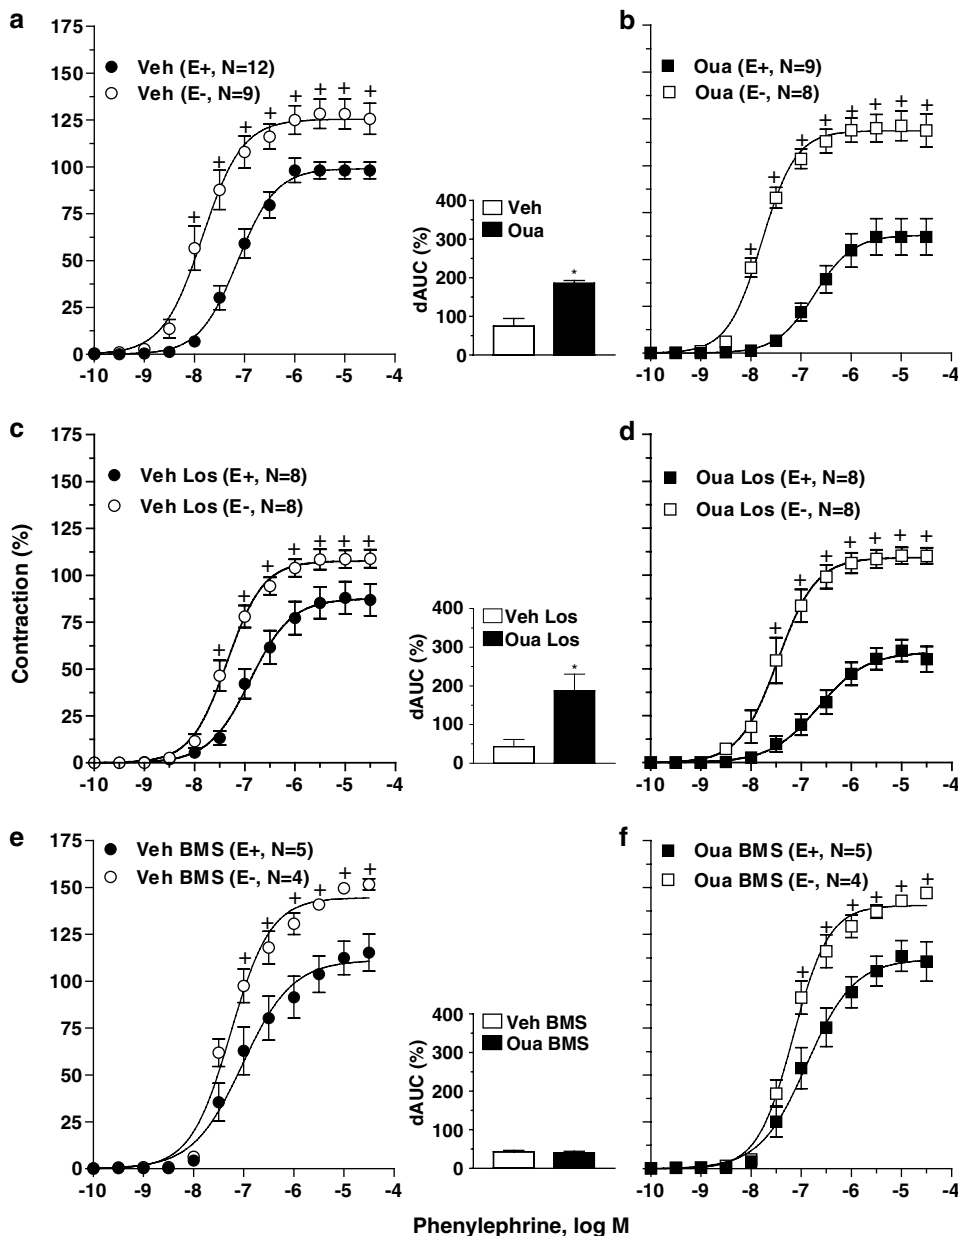 a
175
150
125
100
75
50
25
0
-10 -9 -8 -7 -6 -5 -4
Veh (E+, N=12)
Veh (E-, N=9)
+ + + + + + + +
dAUC (%)
400
300
200
100
0
Veh
Oua
*
b
Oua (E+, N=9)
Oua (E-, N=8)
+ + + + + + + +
-10 -9 -8 -7 -6 -5 -4
c
175
150
125
100
75
50
25
0
-10 -9 -8 -7 -6 -5 -4
Veh Los (E+, N=8)
Veh Los (E-, N=8)
+ + + + + + +
Contraction (%)
dAUC (%)
400
300
200
100
0
Veh Los
Oua Los
*
d
Oua Los (E+, N=8)
Oua Los (E-, N=8)
+ + + + + + +
-10 -9 -8 -7 -6 -5 -4
e
175
150
125
100
75
50
25
0
-10 -9 -8 -7 -6 -5 -4
Veh BMS (E+, N=5)
Veh BMS (E-, N=4)
+ + + + + +
dAUC (%)
400
300
200
100
0
Veh BMS
Oua BMS
f
Oua BMS (E+, N=5)
Oua BMS (E-, N=4)
+ + + + + +
-10 -9 -8 -7 -6 -5 -4
Phenylephrine, log M